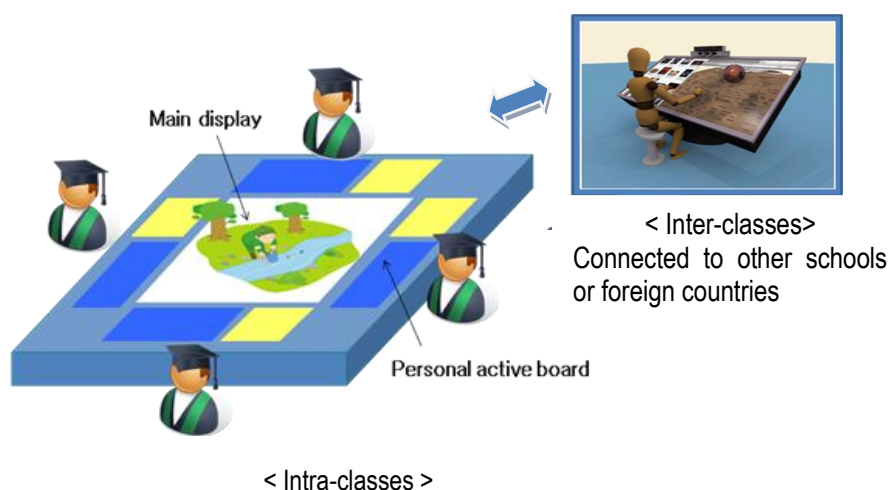 Main display
< Inter-classes>
Connected to other schools
or foreign countries
Personal active board
< Intra-classes >